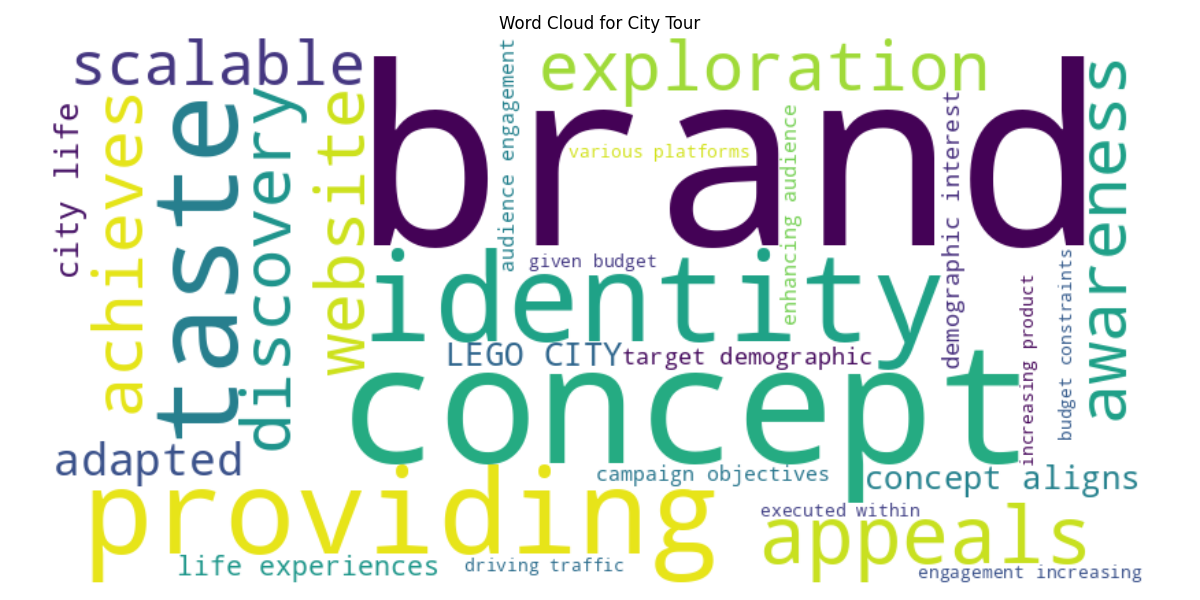 Word Cloud for City Tour
scalable
exploration
brand
audience engagement
awareness
city life
achieves
taste
discovery
website
various platforms
enhancing audience
demographic interest
identity
given budget
budget constraints
increasing product
LEGO CITY
target demographic
concept
adapted
campaign objectives
concept aligns
providing
executed within
appeals
life experiences
driving traffic
engagement increasing